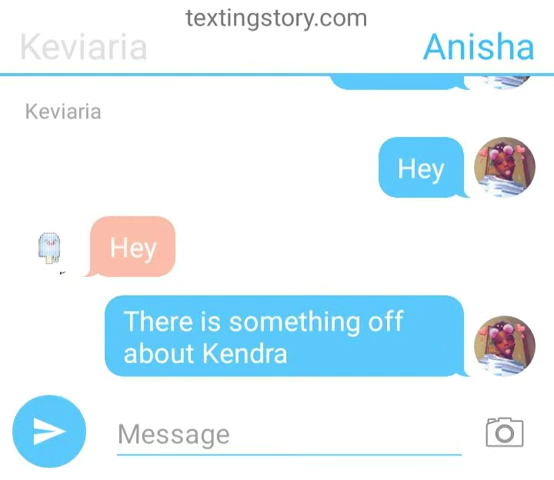 textingstory.com
Keviaria
Anisha
Keviaria
Hey
Hey
There is something off
about Kendra
Message